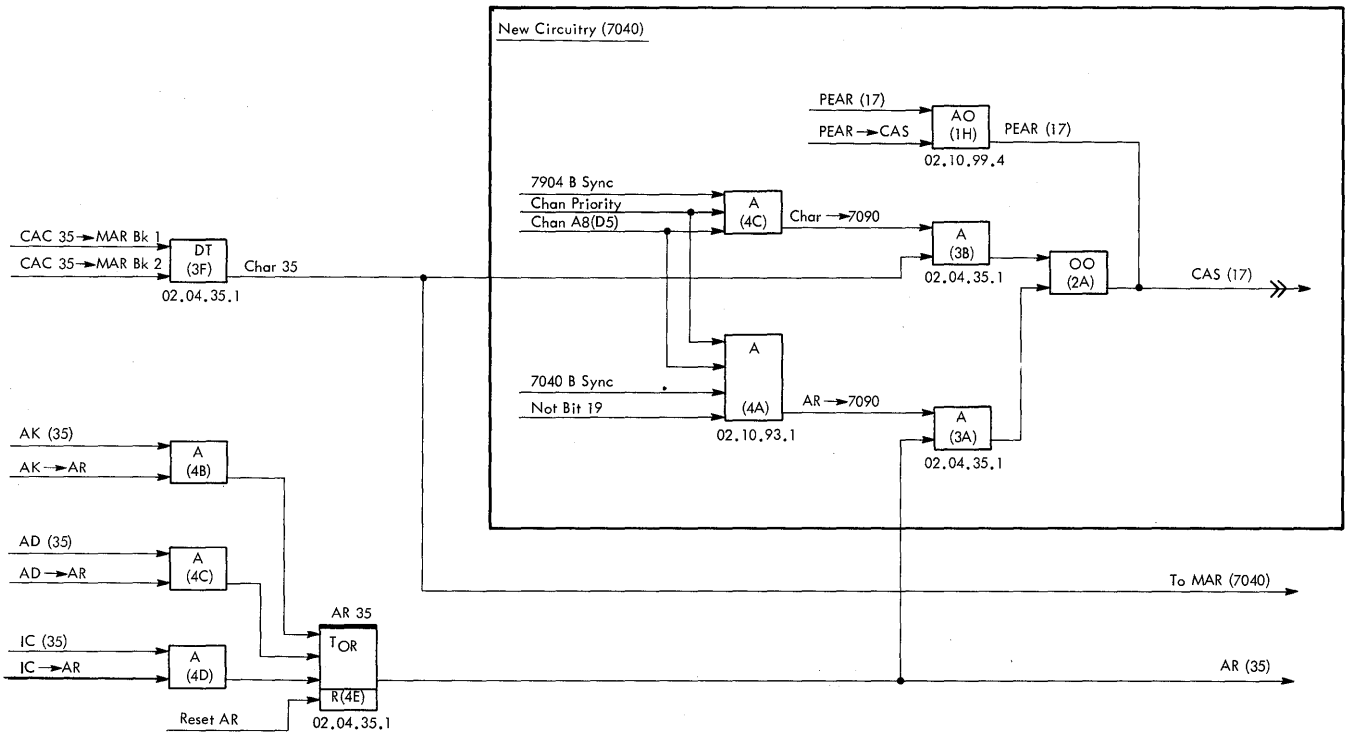 New Circuitry (7040)
PEAR (17)
PEAR→CAS
AO
(1H)
PEAR (17)
02.10.99.4
7904 B Sync
Chan Priority
Chan A8(D5)
A
(4C)
Char→7090
A
(3B)
02.04.35.1
OO
(2A)
CAS (17)
CAC 35→MAR Bk 1
CAC 35→MAR Bk 2
DT
(3F)
Char 35
02.04.35.1
A
(4A)
7040 B Sync
Not Bit 19
AR→7090
02.10.93.1
A
(3A)
02.04.35.1
AK (35)
AK→AR
A
(4B)
AD (35)
AD→AR
A
(4C)
To MAR (7040)
IC (35)
IC→AR
A
(4D)
AR 35
TOR
R(4E)
AR (35)
Reset AR
02.04.35.1